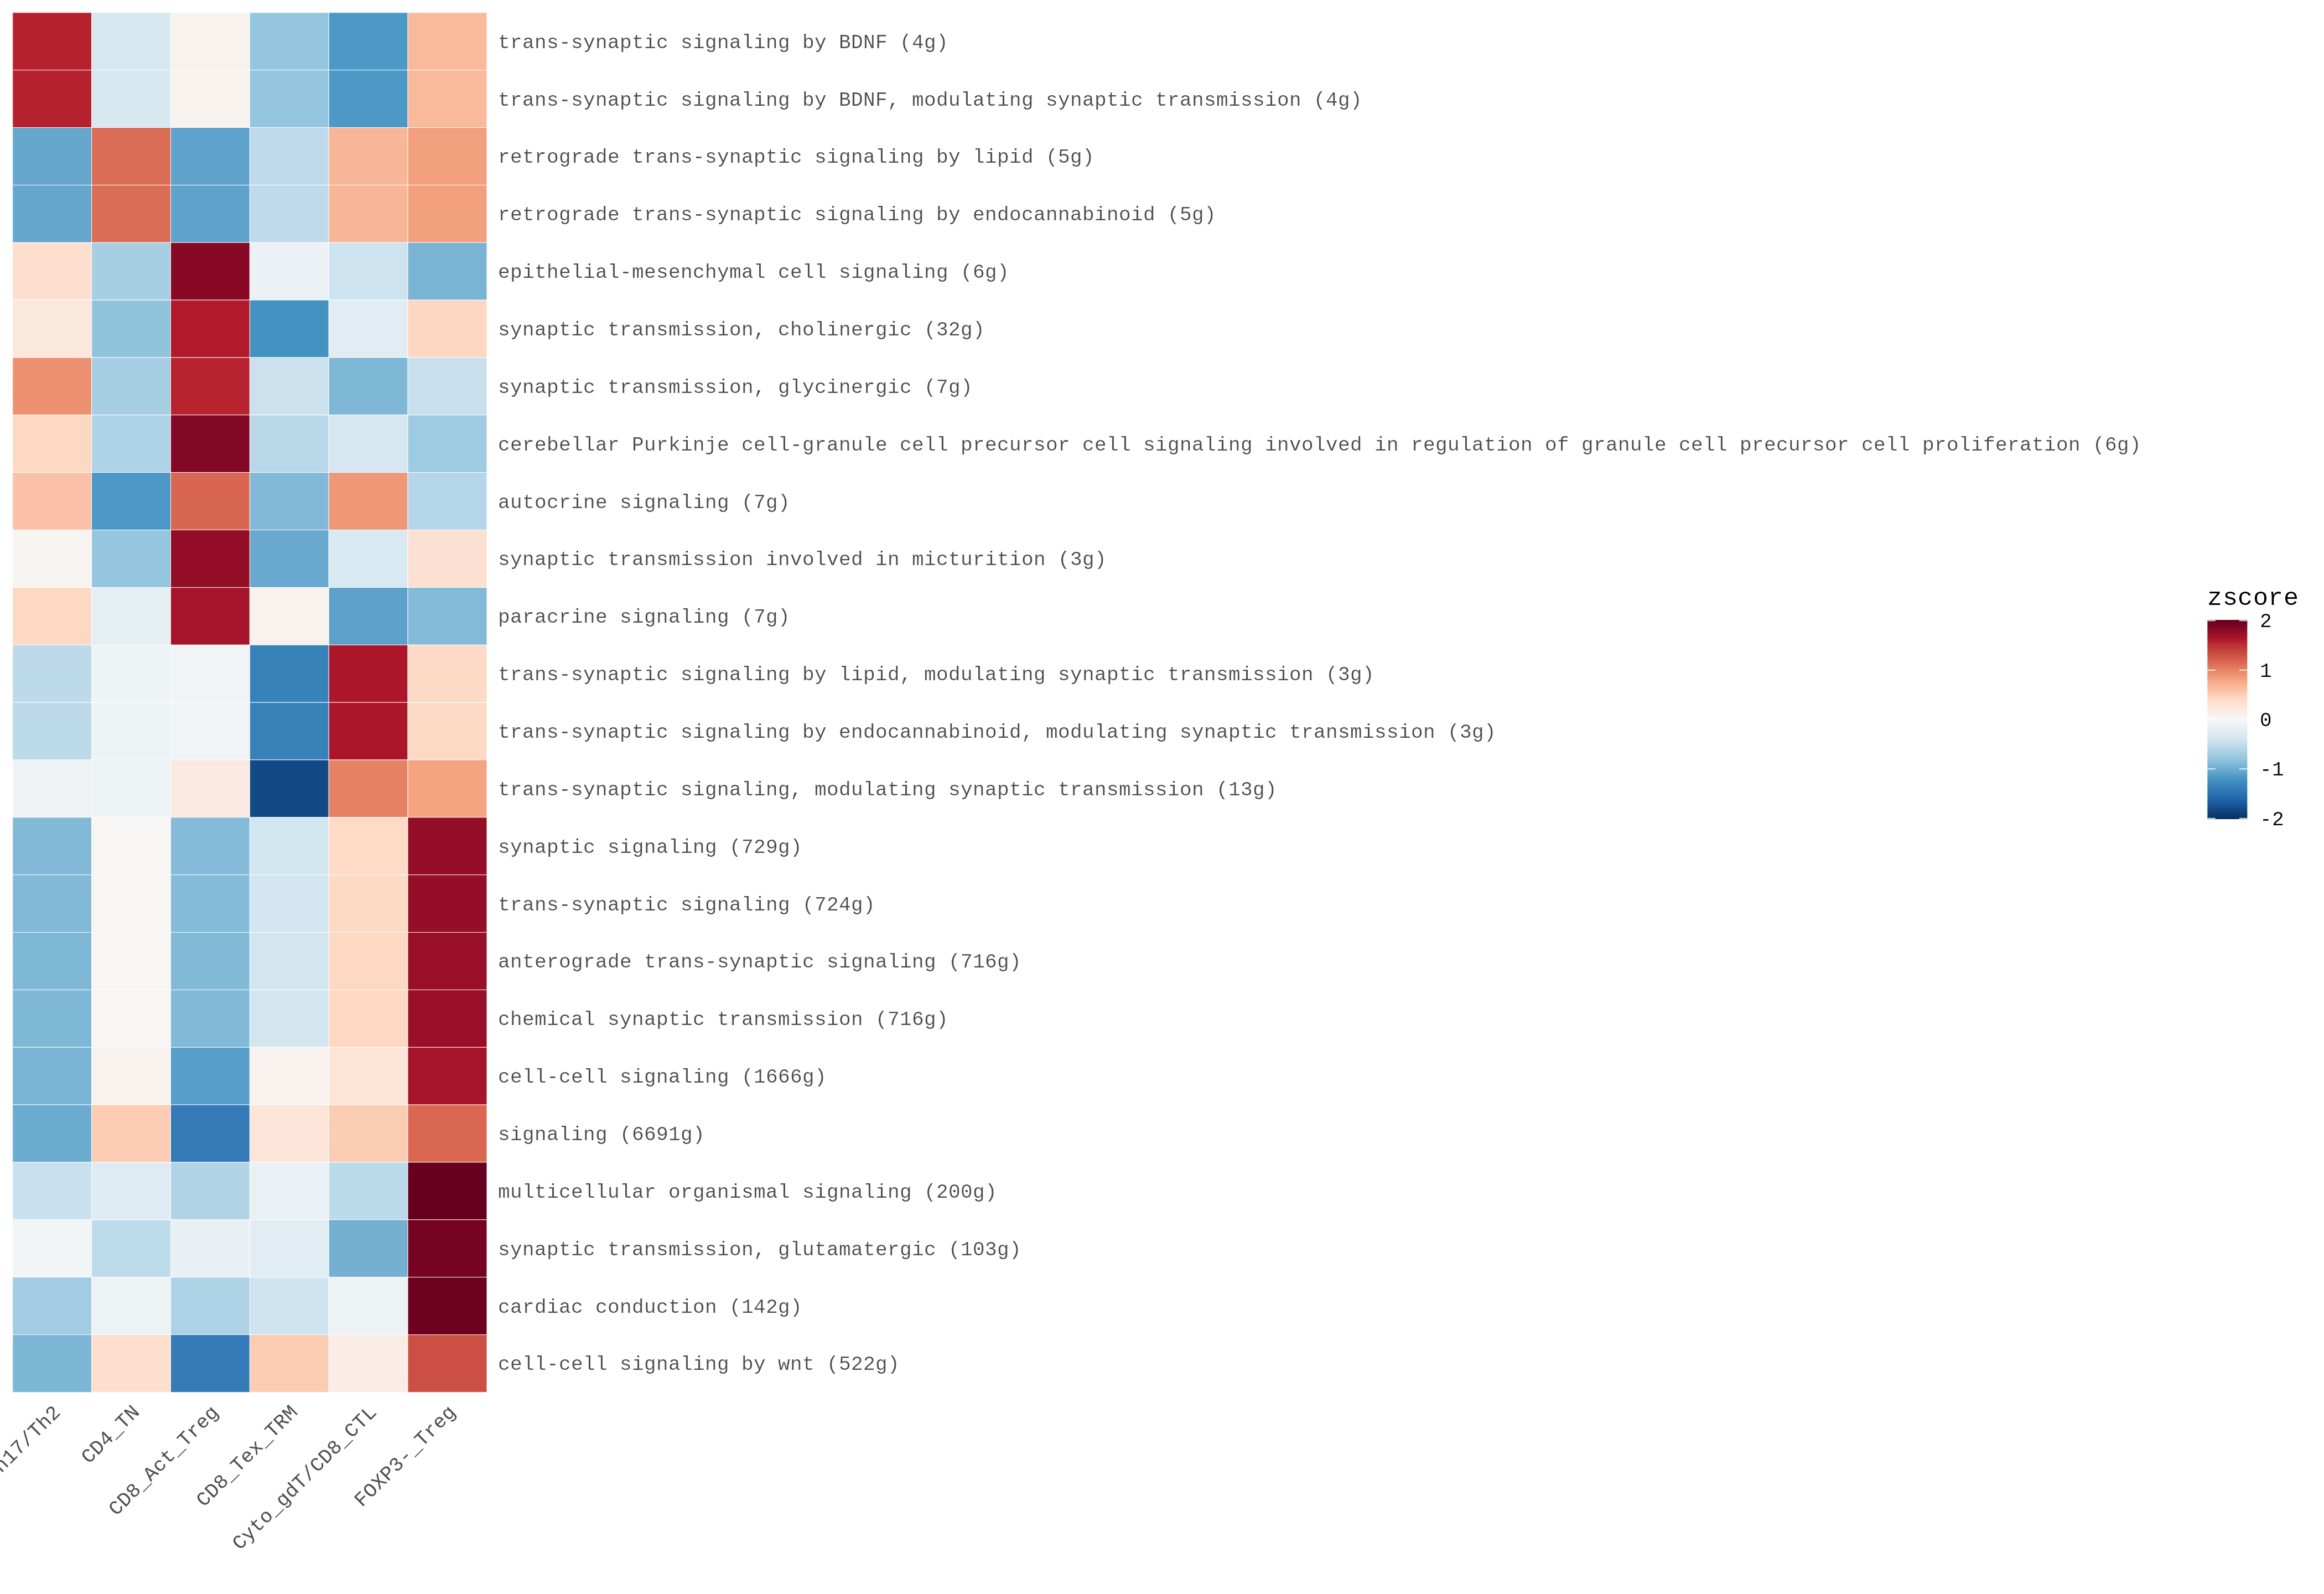 trans-synaptic signaling by BDNF (4g)
trans-synaptic signaling by BDNF, modulating synaptic transmission (4g)
retrograde trans-synaptic signaling by lipid (5g)
retrograde trans-synaptic signaling by endocannabinoid (5g)
epithelial-mesenchymal cell signaling (6g)
synaptic transmission, cholinergic (32g)
synaptic transmission, glycinergic (7g)
cerebellar Purkinje cell-granule cell precursor cell signaling involved in regulation of granule cell precursor cell proliferation (6g)
autocrine signaling (7g)
synaptic transmission involved in micturition (3g)
paracrine signaling (7g)
trans-synaptic signaling by lipid, modulating synaptic transmission (3g)
trans-synaptic signaling by endocannabinoid, modulating synaptic transmission (3g)
trans-synaptic signaling, modulating synaptic transmission (13g)
synaptic signaling (729g)
trans-synaptic signaling (724g)
anterograde trans-synaptic signaling (716g)
chemical synaptic transmission (716g)
cell-cell signaling (1666g)
signaling (6691g)
multicellular organismal signaling (200g)
synaptic transmission, glutamatergic (103g)
cardiac conduction (142g)
cell-cell signaling by wnt (522g)
zscore
2
1
0
-1
-2
h17/Th2
CD4_TN
CD8_Act_Treg
CD8_Tex_TRM
Cyto_gdT/CD8_CTL
FOXP3-_Treg